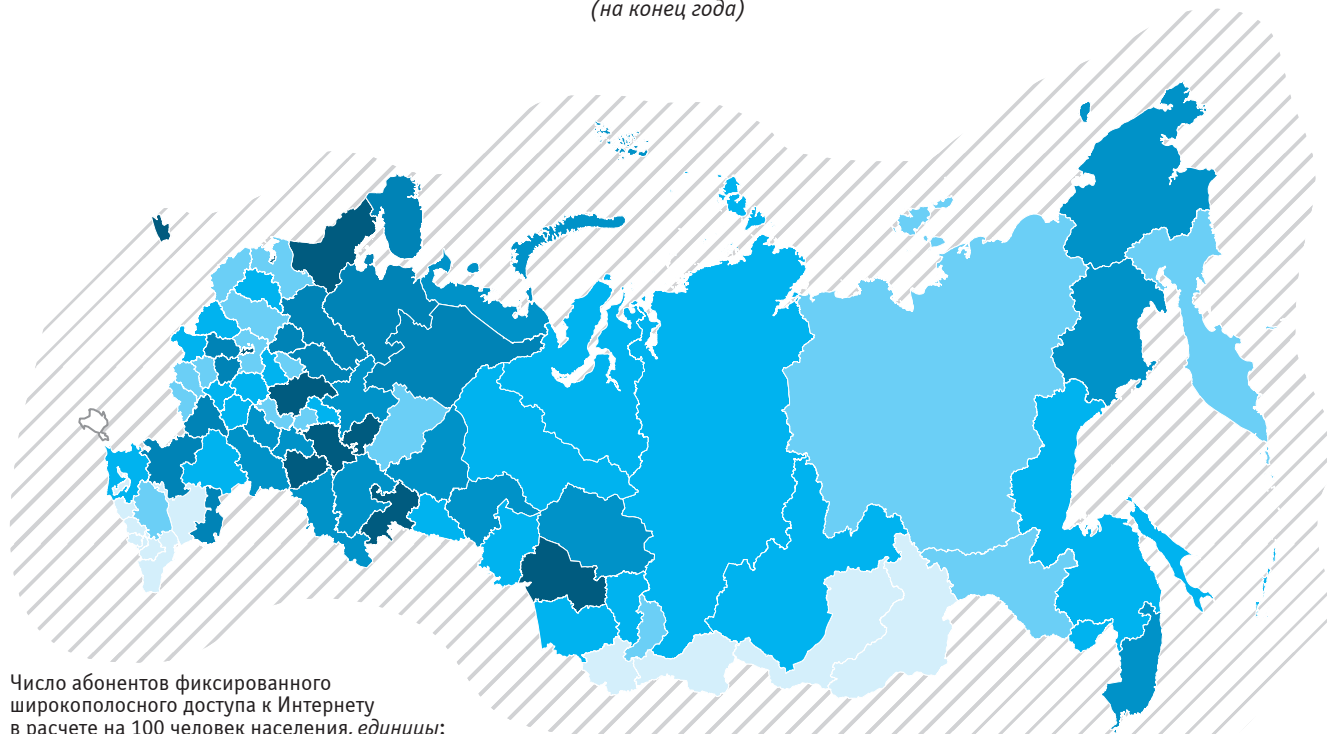 (на конец года)
Число абонентов фиксированного
широкополосного доступа к Интернету
в расчете на 100 человек населения, единицы: